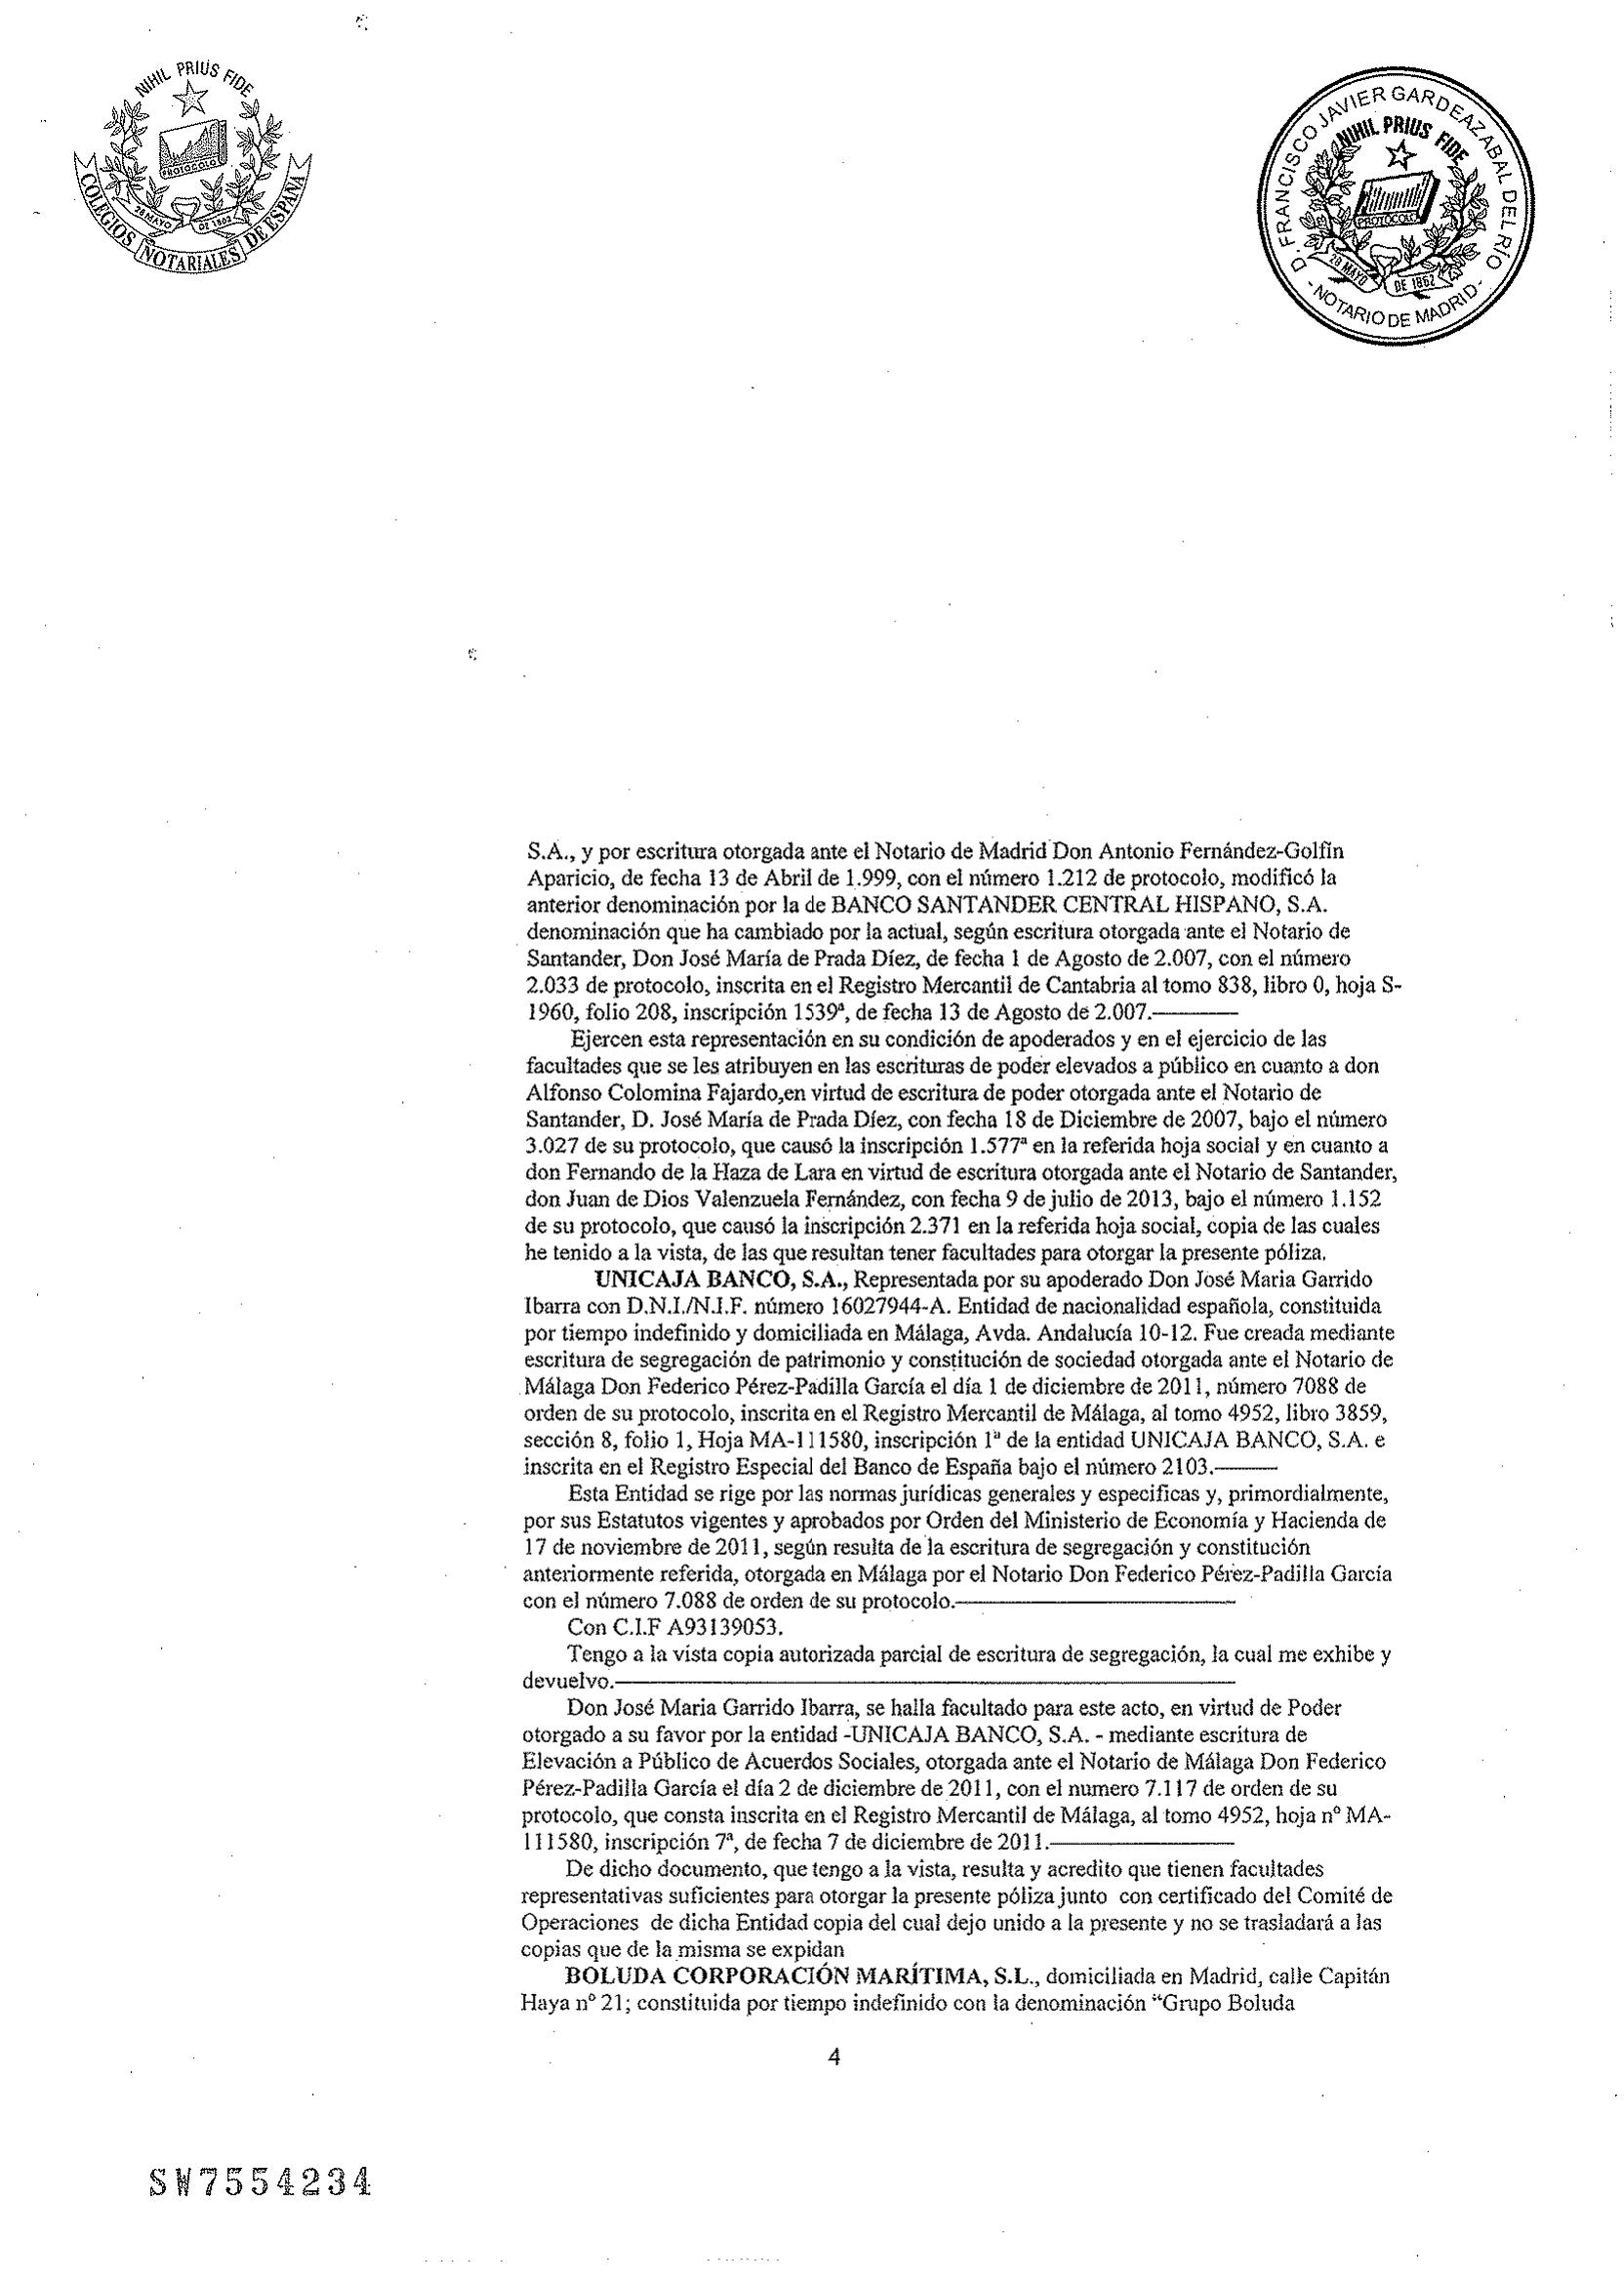 NIHIL PRIUS FIDE
PROTOCOLO
28 MAYO DE 1862
COLEGIOS NOTARIALES DE ESPAÑA
D. FRANCISCO JAVIER GARDEAZABAL DEL RÍO
NIHIL PRIUS FIDE
PROTOCOLO
28 MAYO DE 1862
- NOTARIO DE MADRID -
S.A., y por escritura otorgada ante el Notario de Madrid Don Antonio Fernández-Golfín
Aparicio, de fecha 13 de Abril de 1.999, con el número 1.212 de protocolo, modificó la
anterior denominación por la de BANCO SANTANDER CENTRAL HISPANO, S.A.
denominación que ha cambiado por la actual, según escritura otorgada ante el Notario de
Santander, Don José María de Prada Díez, de fecha 1 de Agosto de 2.007, con el número
2.033 de protocolo, inscrita en el Registro Mercantil de Cantabria al tomo 838, libro 0, hoja S-
1960, folio 208, inscripción 1539ª, de fecha 13 de Agosto de 2.007.————
Ejercen esta representación en su condición de apoderados y en el ejercicio de las
facultades que se les atribuyen en las escrituras de poder elevados a público en cuanto a don
Alfonso Colomina Fajardo,en virtud de escritura de poder otorgada ante el Notario de
Santander, D. José María de Prada Díez, con fecha 18 de Diciembre de 2007, bajo el número
3.027 de su protocolo, que causó la inscripción 1.577ª en la referida hoja social y en cuanto a
don Fernando de la Haza de Lara en virtud de escritura otorgada ante el Notario de Santander,
don Juan de Dios Valenzuela Fernández, con fecha 9 de julio de 2013, bajo el número 1.152
de su protocolo, que causó la inscripción 2.371 en la referida hoja social, copia de las cuales
he tenido a la vista, de las que resultan tener facultades para otorgar la presente póliza.
UNICAJA BANCO, S.A., Representada por su apoderado Don José Maria Garrido
Ibarra con D.N.I./N.I.F. número 16027944-A. Entidad de nacionalidad española, constituida
por tiempo indefinido y domiciliada en Málaga, Avda. Andalucía 10-12. Fue creada mediante
escritura de segregación de patrimonio y constitución de sociedad otorgada ante el Notario de
Málaga Don Federico Pérez-Padilla García el día 1 de diciembre de 2011, número 7088 de
orden de su protocolo, inscrita en el Registro Mercantil de Málaga, al tomo 4952, libro 3859,
sección 8, folio 1, Hoja MA-111580, inscripción 1ª de la entidad UNICAJA BANCO, S.A. e
inscrita en el Registro Especial del Banco de España bajo el número 2103.———
Esta Entidad se rige por las normas jurídicas generales y especificas y, primordialmente,
por sus Estatutos vigentes y aprobados por Orden del Ministerio de Economía y Hacienda de
17 de noviembre de 2011, según resulta de la escritura de segregación y constitución
anteriormente referida, otorgada en Málaga por el Notario Don Federico Pérez-Padilla García
con el número 7.088 de orden de su protocolo.————————————
Con C.I.F A93139053.
Tengo a la vista copia autorizada parcial de escritura de segregación, la cual me exhibe y
devuelvo.——————————————————————————
Don José Maria Garrido Ibarra, se halla facultado para este acto, en virtud de Poder
otorgado a su favor por la entidad -UNICAJA BANCO, S.A. - mediante escritura de
Elevación a Público de Acuerdos Sociales, otorgada ante el Notario de Málaga Don Federico
Pérez-Padilla García el día 2 de diciembre de 2011, con el numero 7.117 de orden de su
protocolo, que consta inscrita en el Registro Mercantil de Málaga, al tomo 4952, hoja nº MA-
111580, inscripción 7ª, de fecha 7 de diciembre de 2011.————————
De dicho documento, que tengo a la vista, resulta y acredito que tienen facultades
representativas suficientes para otorgar la presente póliza junto con certificado del Comité de
Operaciones de dicha Entidad copia del cual dejo unido a la presente y no se trasladará a las
copias que de la misma se expidan
BOLUDA CORPORACIÓN MARÍTIMA, S.L., domiciliada en Madrid, calle Capitán
Haya nº 21; constituida por tiempo indefinido con la denominación “Grupo Boluda
4
SW7554234